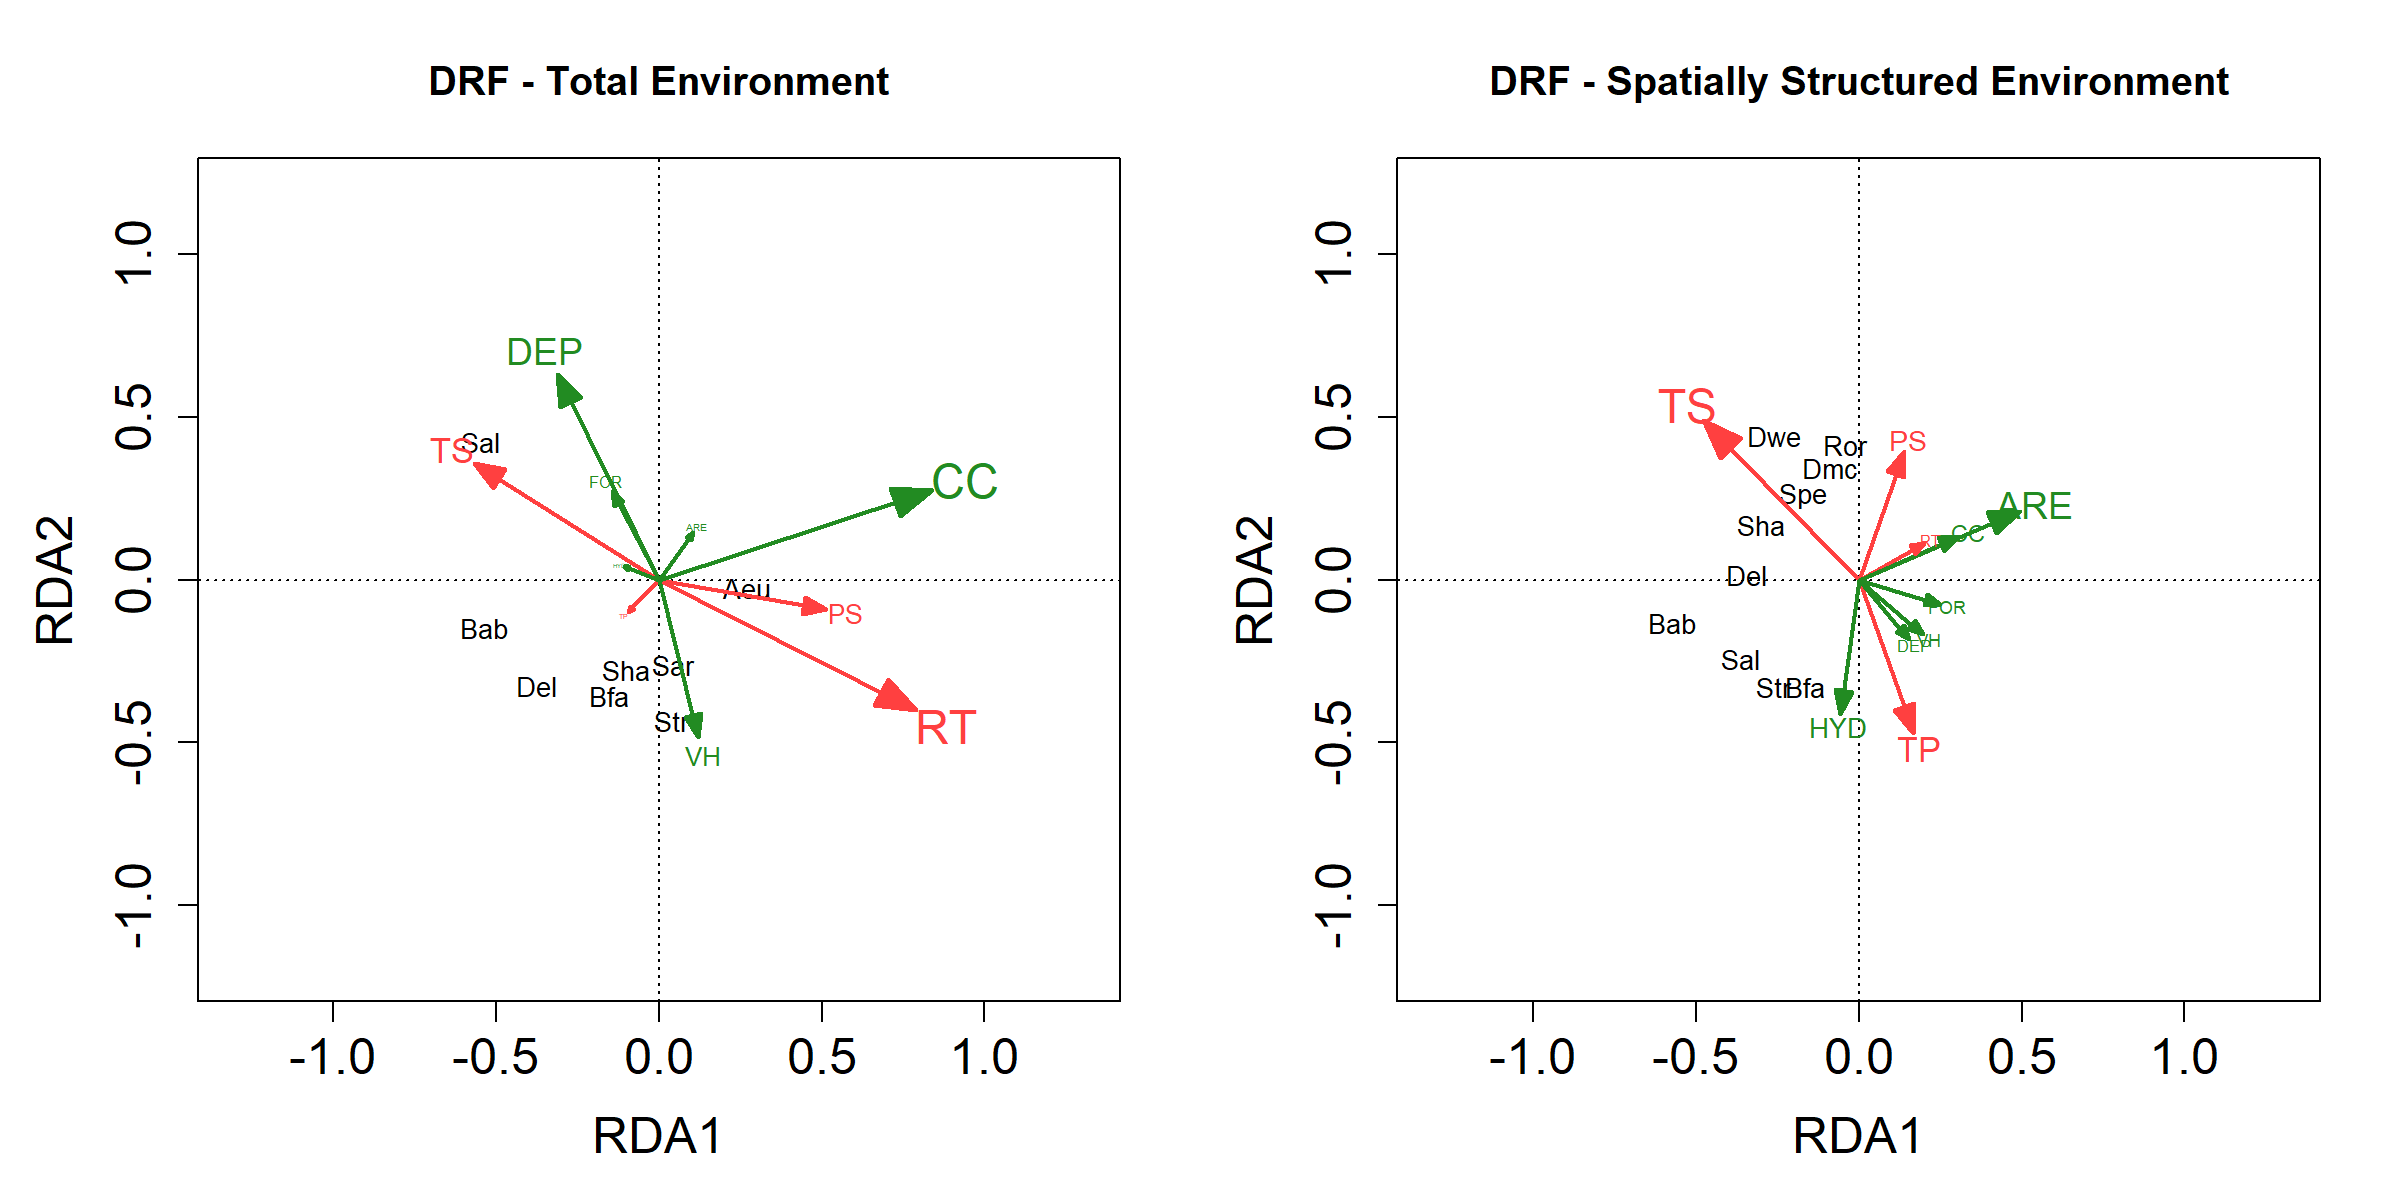 DRF - Total Environment
DEP
Sal
TS
FOR
CC
ARE
HYD
Aeu
PS
TP
Bab
Sha
Sar
Del
Bfa
Str
RT
VH
1.0
0.5
0.0
-0.5
-1.0
RDA2
-1.0
-0.5
0.0
0.5
1.0
RDA1
DRF - Spatially Structured Environment
TS
Dwe
Ror
PS
Dmc
Spe
ARE
Sha
CC
RT
Del
FOR
Bab
VH
DEP
Sal
Str
Bfa
HYD
TP
1.0
0.5
0.0
-0.5
-1.0
RDA2
-1.0
-0.5
0.0
0.5
1.0
RDA1